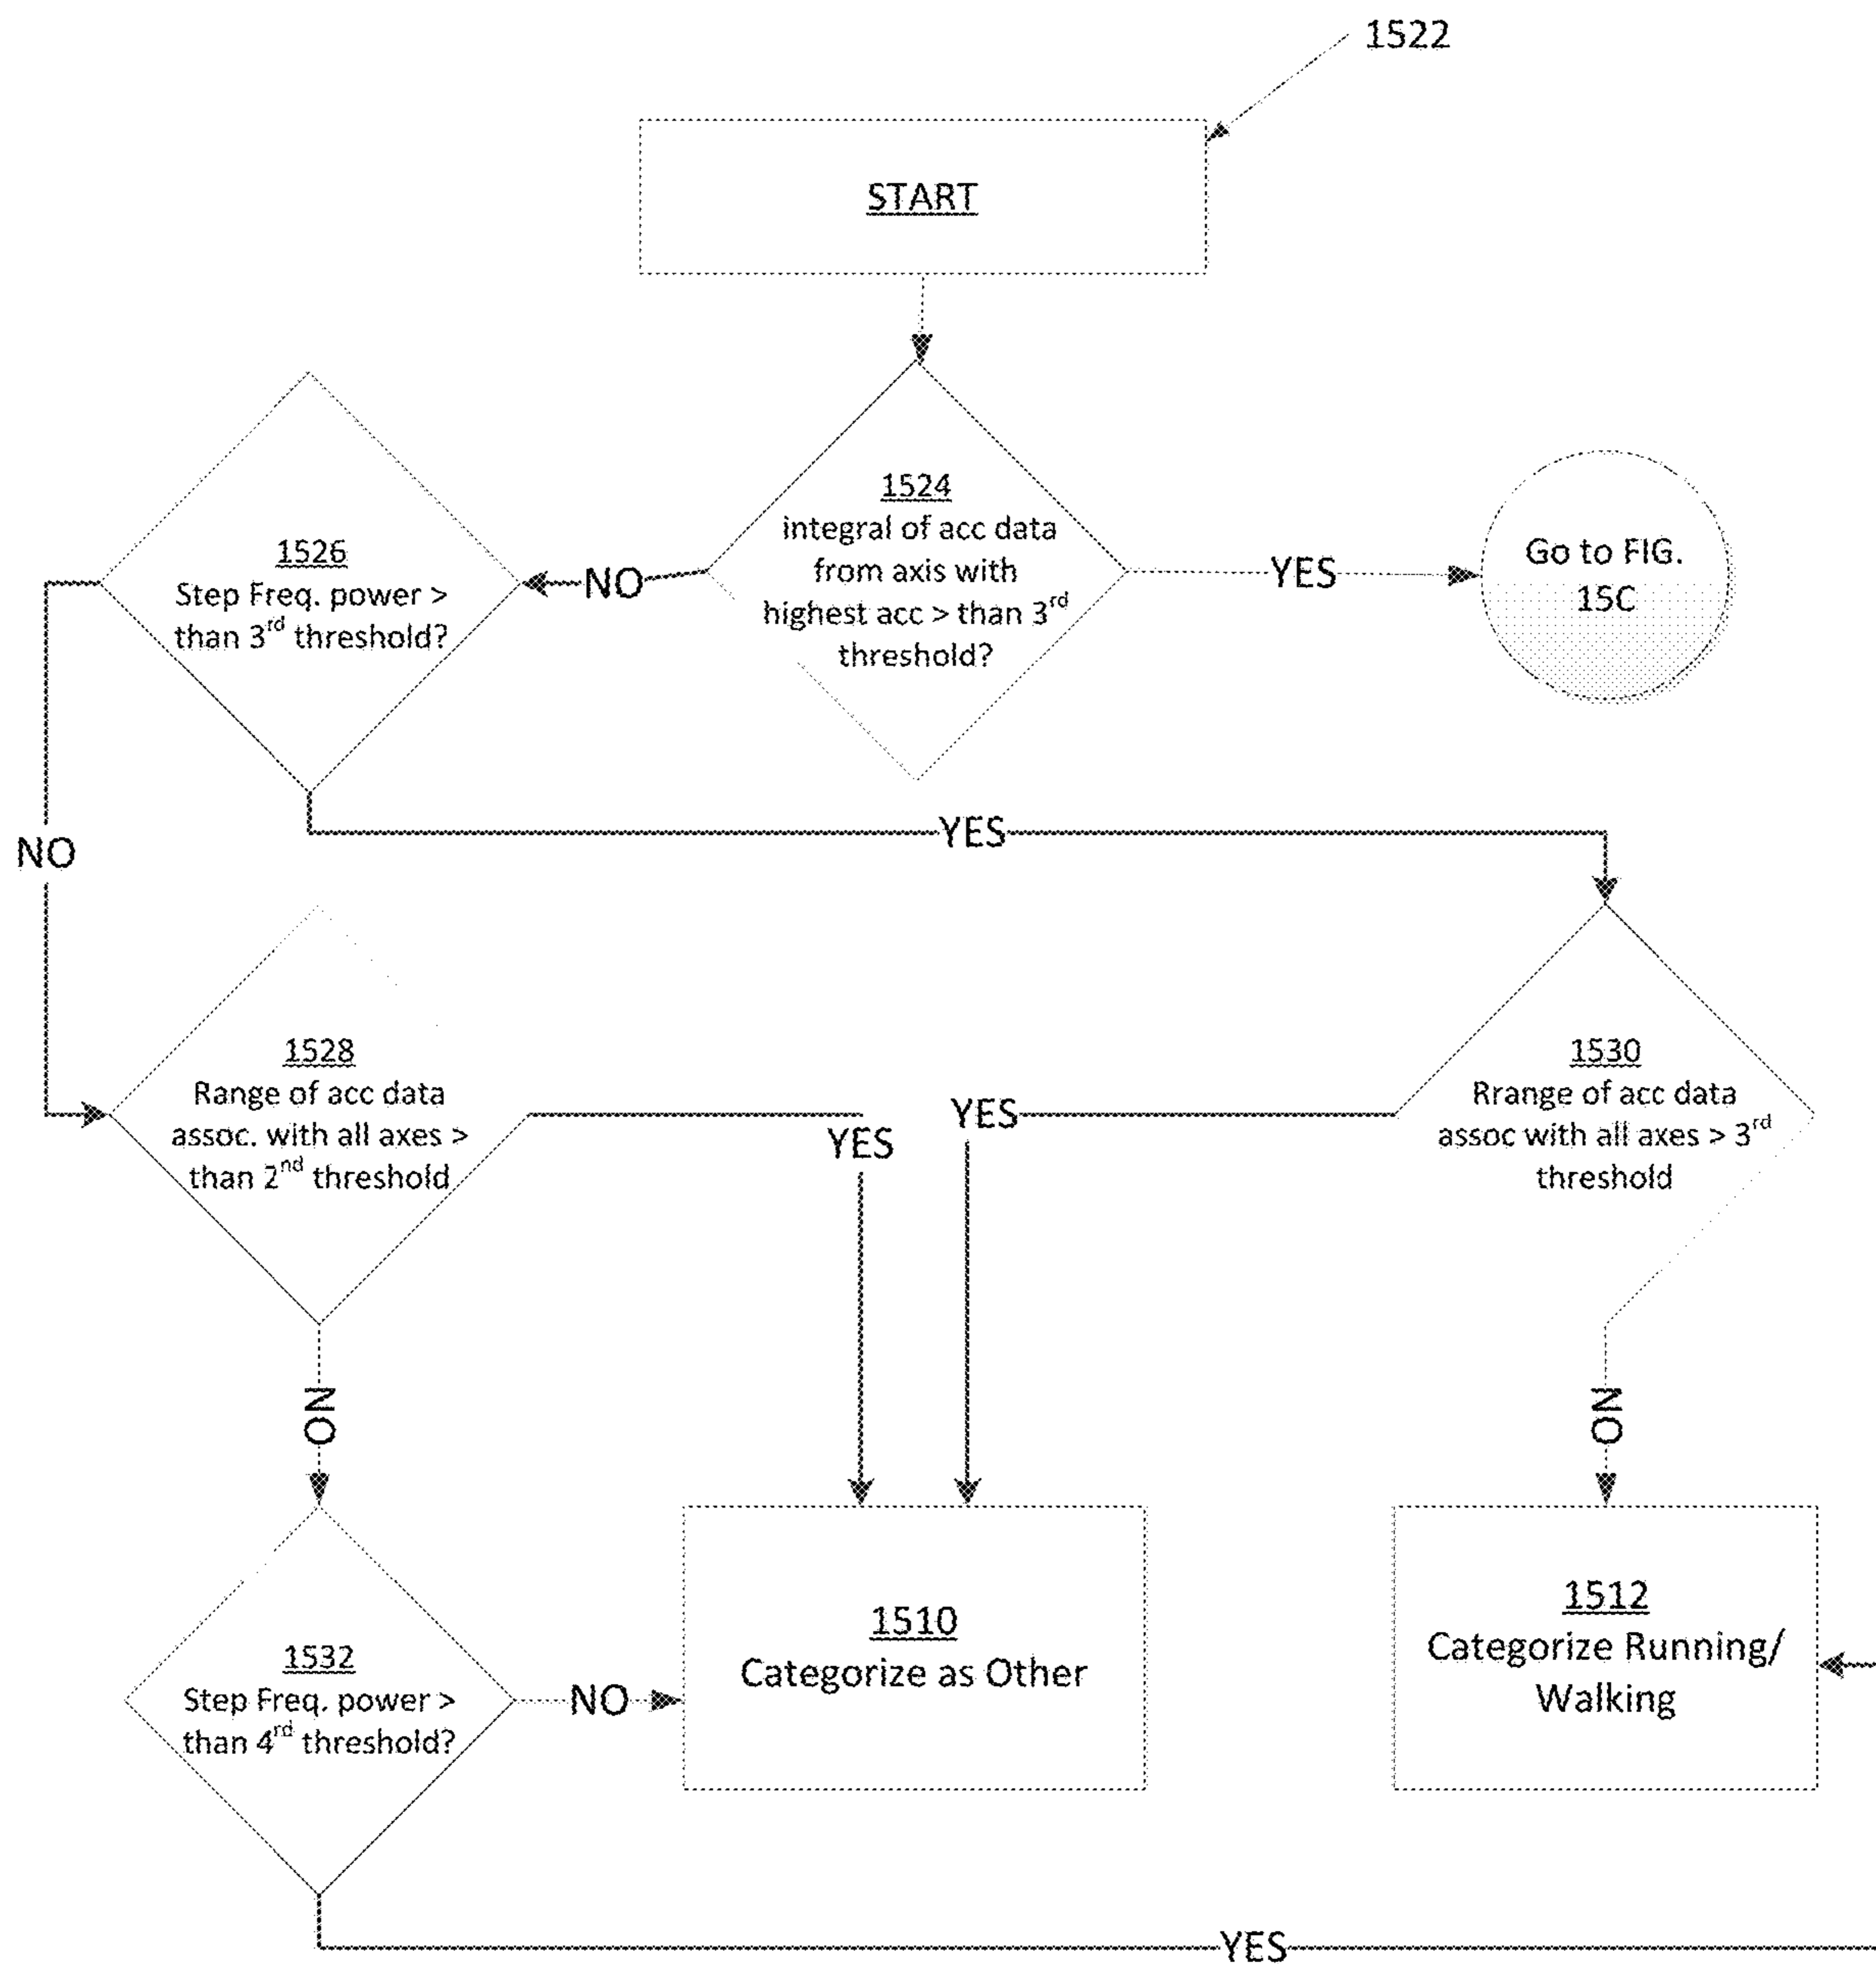 1522
START
1524
integral of acc data
from axis with
highest acc > than 3rd
threshold?
NO
YES
Go to FIG.
15C
1526
Step Freq. power >
than 3rd threshold?
YES
NO
1528
Range of acc data
assoc. with all axes >
than 2nd threshold
YES
YES
1530
Rrange of acc data
assoc with all axes > 3rd
threshold
NO
NO
1532
Step Freq. power >
than 4rd threshold?
NO
1510
Categorize as Other
1512
Categorize Running/
Walking
YES